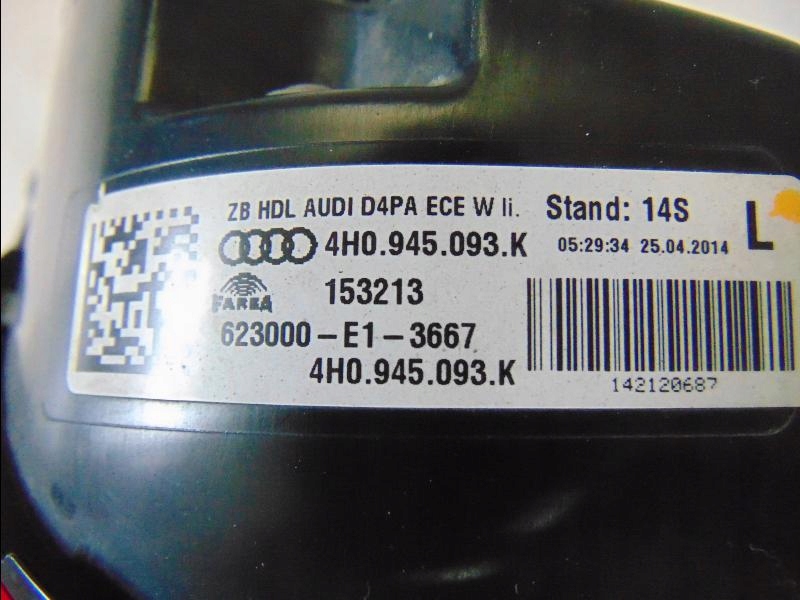 ZB HDL AUDI D4PA ECE W li. Stand: 14S
4H0.945.093.K 05:29:34 25.04.2014 L
FAREA 153213
623000-E1-3667
4H0.945.093.K
142120687